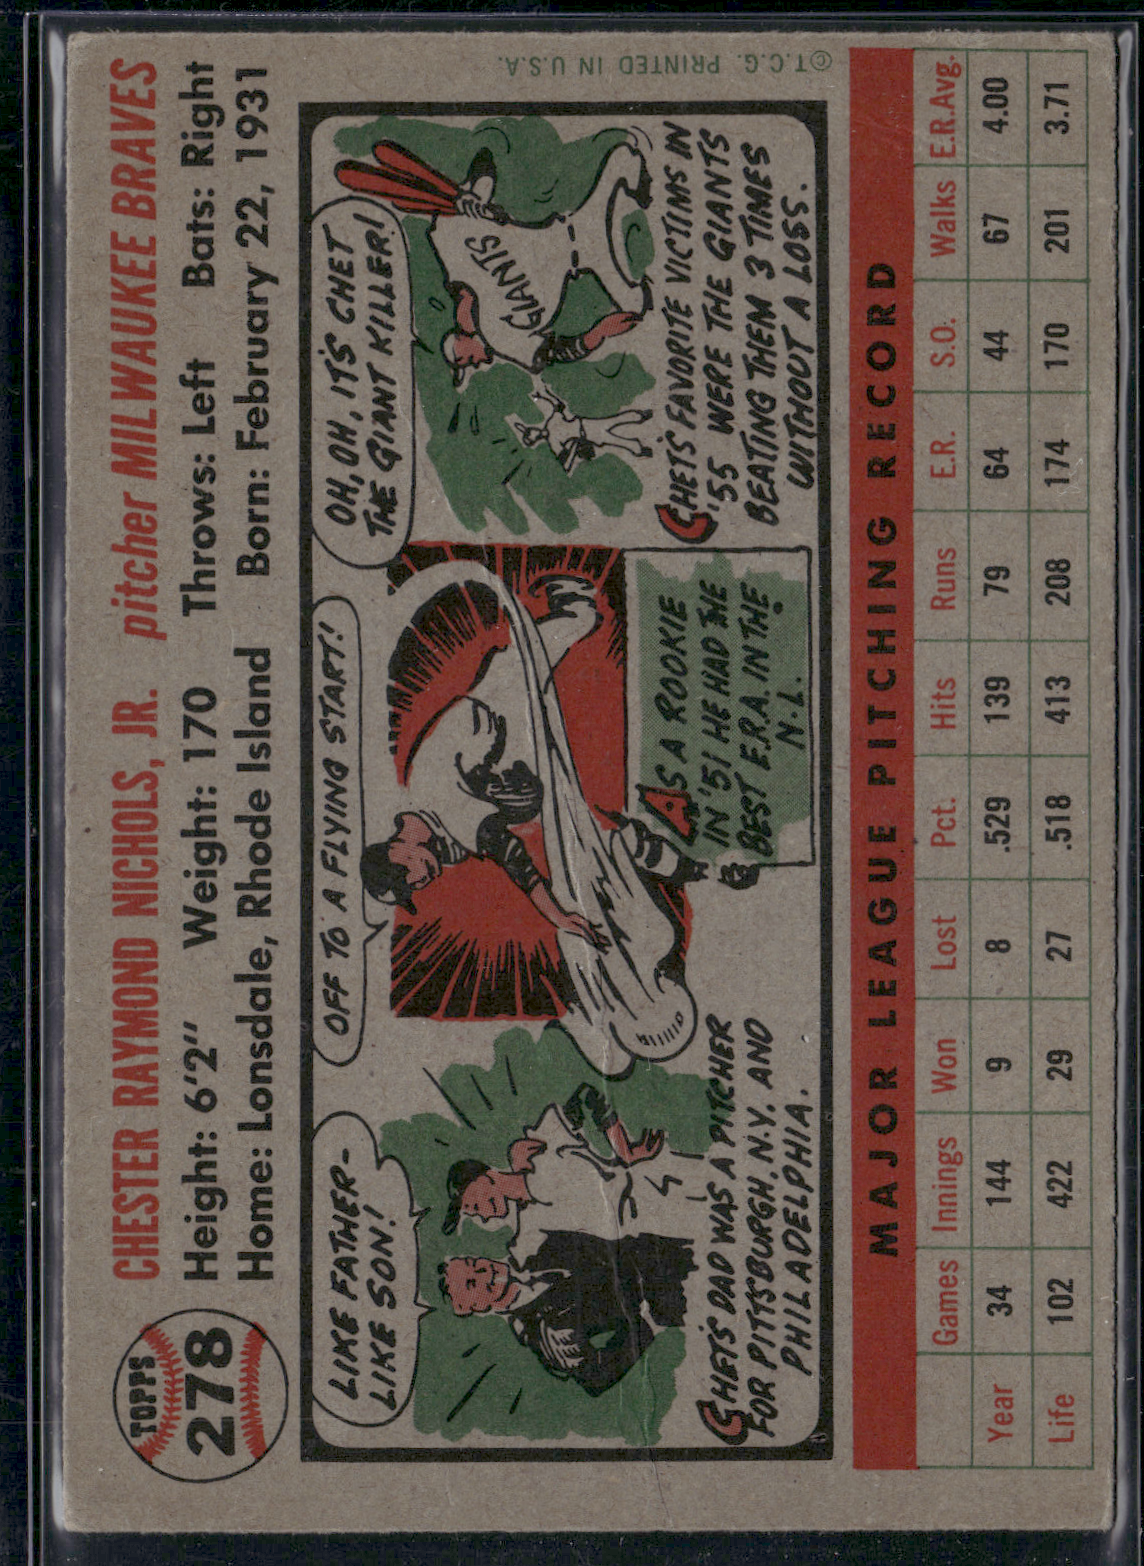 TOPPS
278
CHESTER RAYMOND NICHOLS, JR. pitcher MILWAUKEE BRAVES
Height: 6'2" Weight: 170 Throws: Left Bats: Right
Home: Lonsdale, Rhode Island Born: February 22, 1931
LIKE FATHER-
LIKE SON!
CHET'S DAD WAS A PITCHER
FOR PITTSBURGH, N.Y. AND
PHILADELPHIA.
OFF TO A FLYING START!
AS A ROOKIE
IN '51 HE HAD THE
BEST E.R.A. IN THE
N.L.
OH, OH, IT'S CHET
THE GIANT KILLER!
GIANTS
CHET'S FAVORITE VICTIMS IN
'55 WERE THE GIANTS
BEATING THEM 3 TIMES
WITHOUT A LOSS.
©T.C.G. PRINTED IN U.S.A.
MAJOR LEAGUE PITCHING RECORD
Games Innings Won Lost Pct. Hits Runs E.R. S.O. Walks E.R.Avg.
Year 34 144 9 8 .529 139 79 64 44 67 4.00
Life 102 422 29 27 .518 413 208 174 170 201 3.71